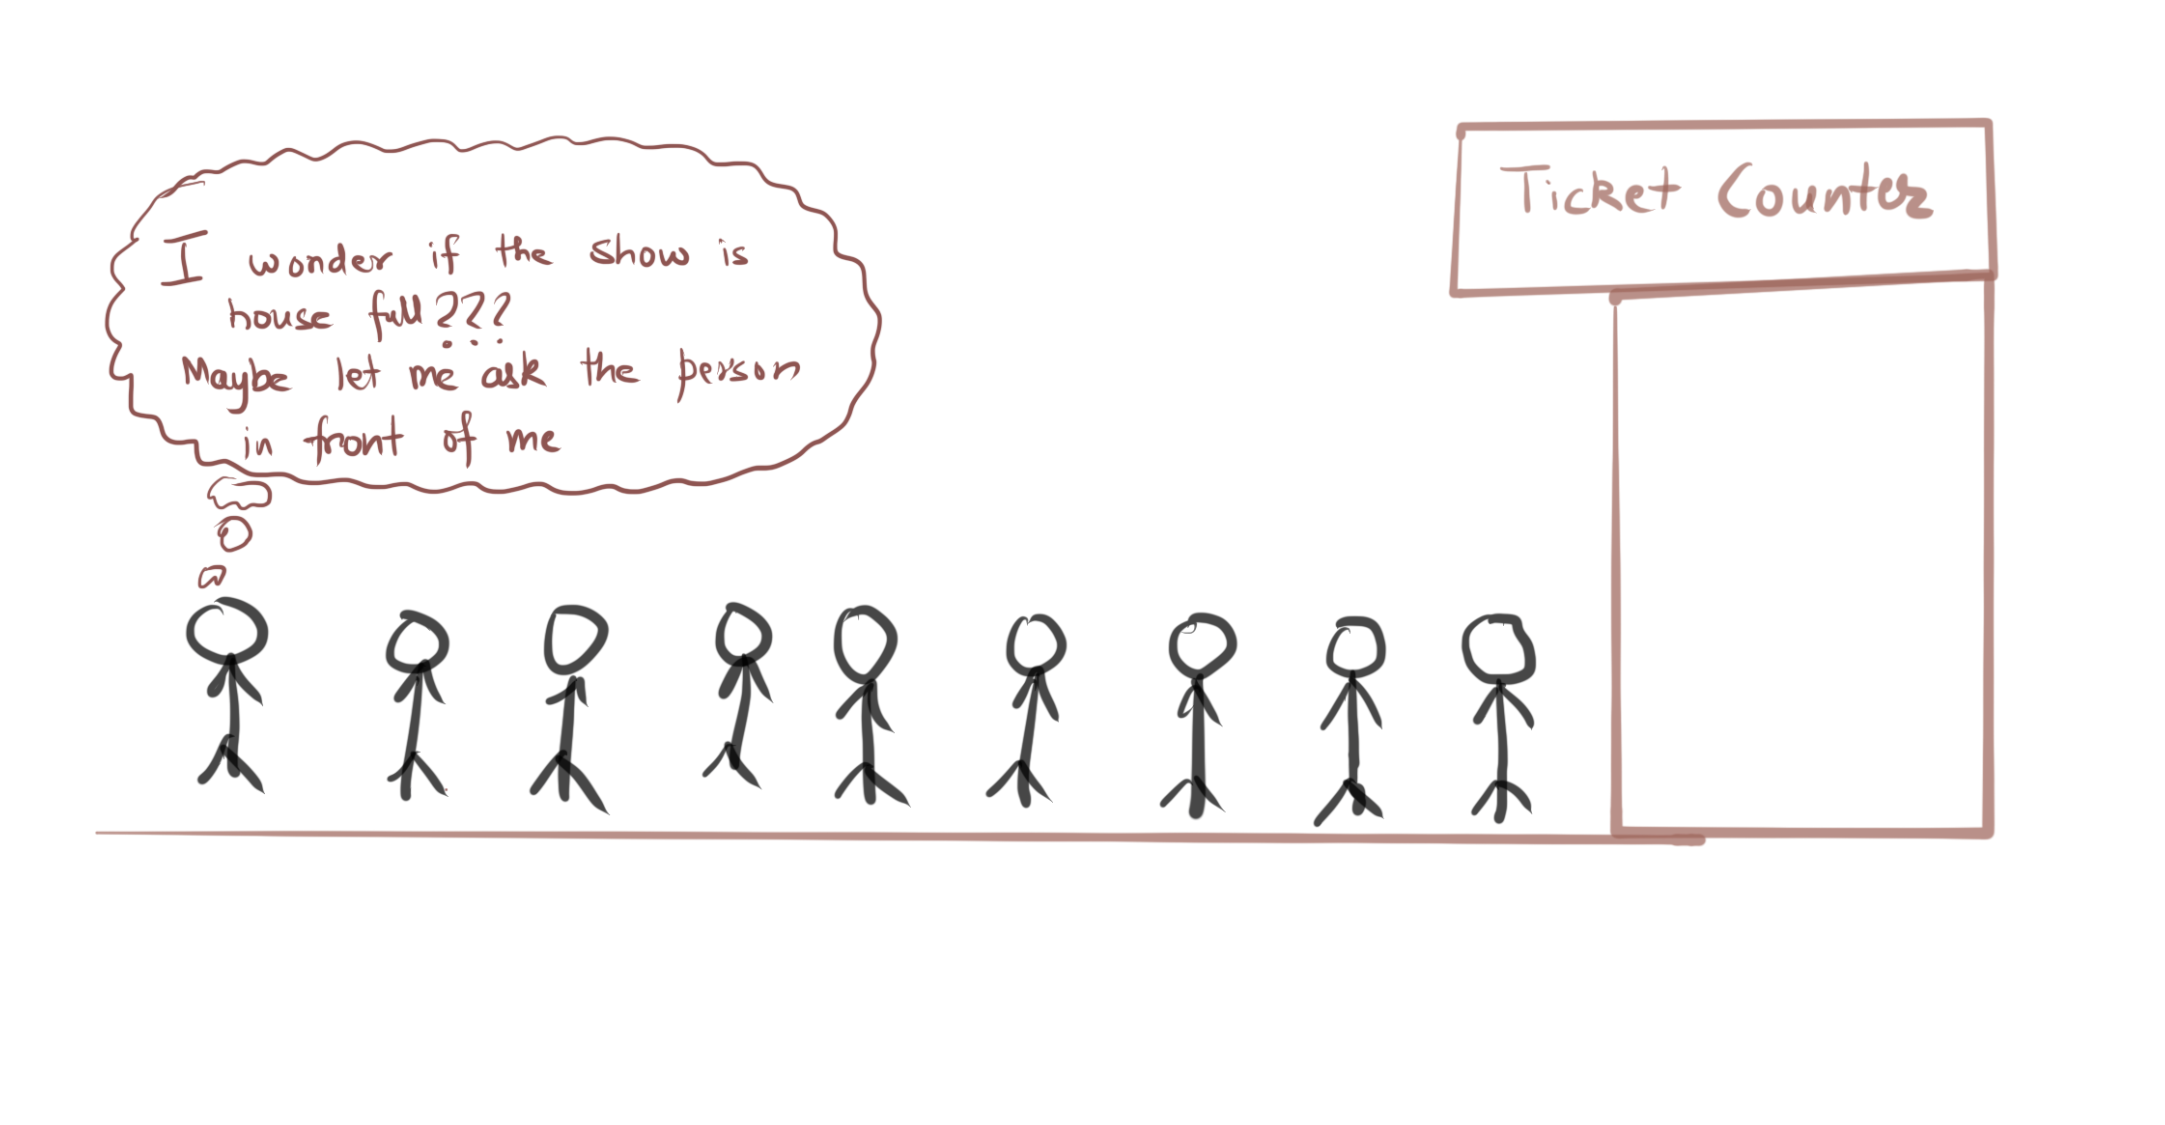 I wonder if the show is
house full???
Maybe let me ask the person
in front of me
Ticket Counter